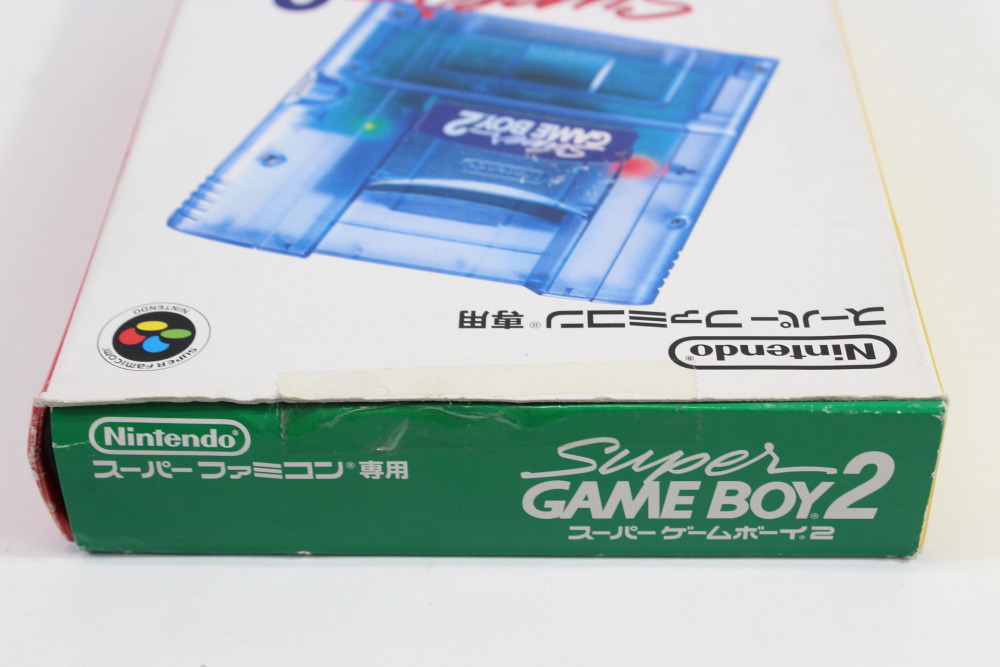 Super
Super
GAME BOY 2
NINTENDO
SUPER FAMICOM
スーパーファミコン® 専用
Nintendo®
Nintendo®
スーパーファミコン® 専用
Super
GAME BOY® 2
スーパーゲームボーイ® 2